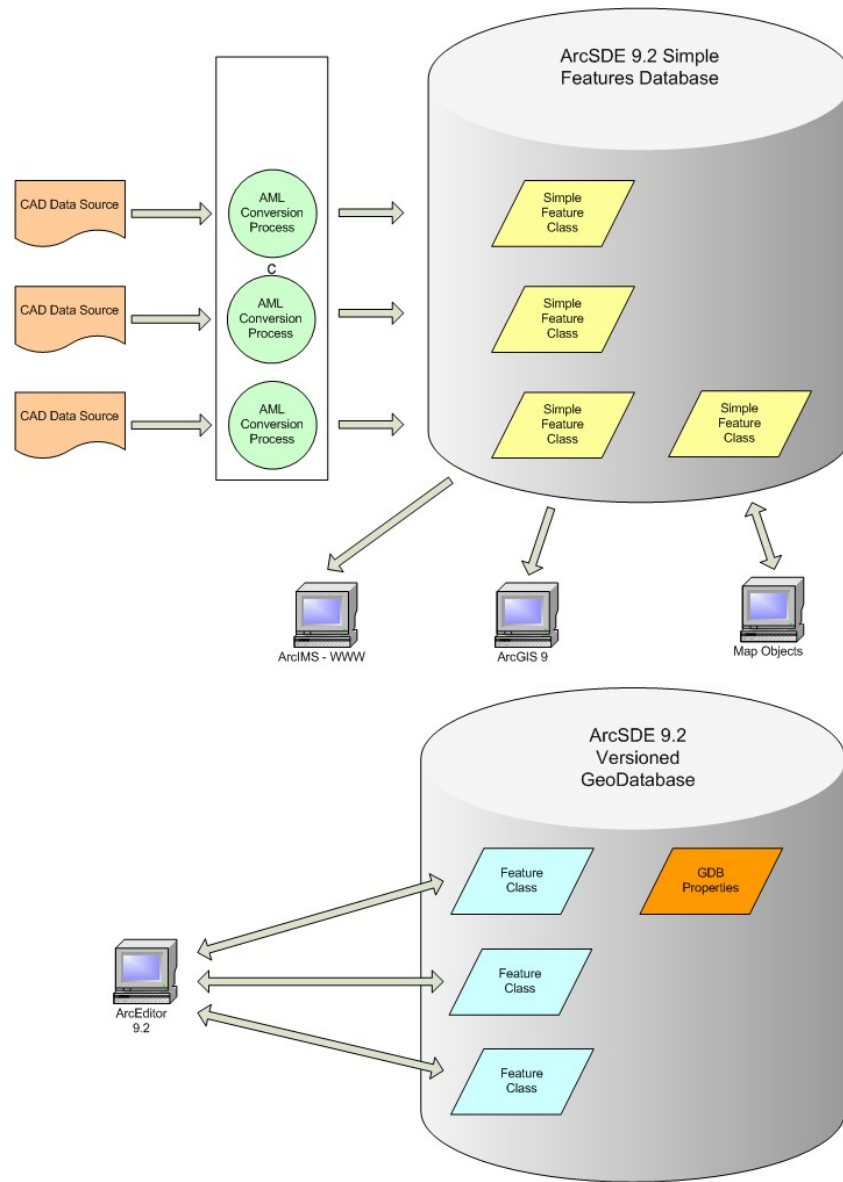 ArcSDE 9.2 Simple
Features Database
CAD Data Source
AML
Conversion
Process
Simple
Feature
Class
c
CAD Data Source
AML
Conversion
Process
Simple
Feature
Class
CAD Data Source
AML
Conversion
Process
Simple
Feature
Class
Simple
Feature
Class
ArcIMS - WWW
ArcGIS 9
Map Objects
ArcSDE 9.2
Versioned
GeoDatabase
Feature
Class
GDB
Properties
Feature
Class
ArcEditor
9.2
Feature
Class